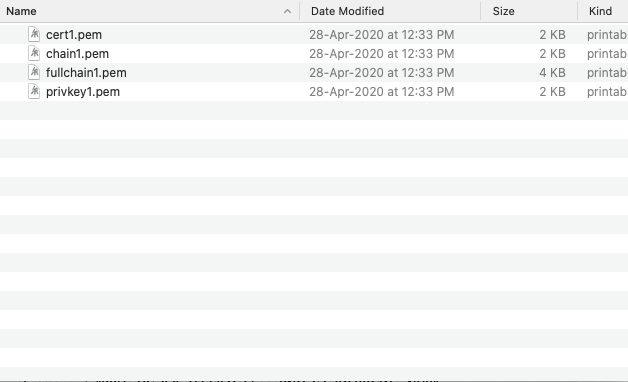 Name Date Modified Size Kind
cert1.pem 28-Apr-2020 at 12:33 PM 2 KB printab
chain1.pem 28-Apr-2020 at 12:33 PM 2 KB printab
fullchain1.pem 28-Apr-2020 at 12:33 PM 4 KB printab
privkey1.pem 28-Apr-2020 at 12:33 PM 2 KB printab